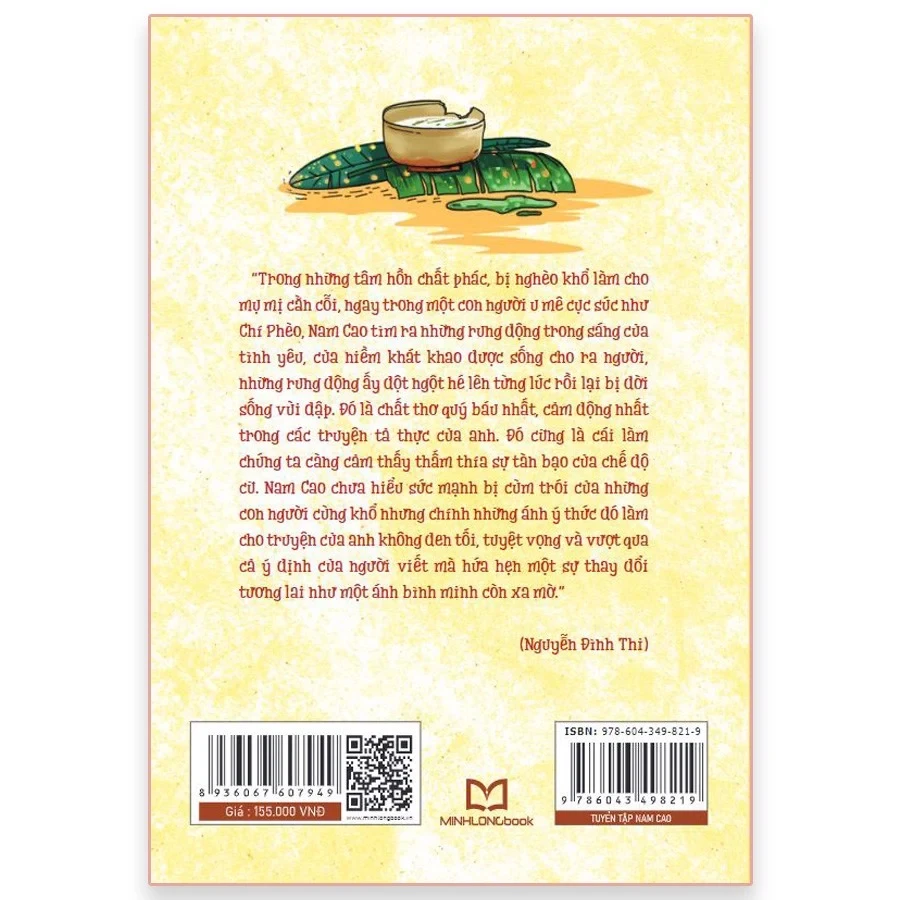 "Trong những tâm hồn chất phác, bị nghèo khổ làm cho
mụ mị cằn cỗi, ngay trong một con người u mê cục súc như
Chí Phèo, Nam Cao tìm ra những rung động trong sáng của
tình yêu, của niềm khát khao được sống cho ra người,
những rung động ấy đột ngột hé lên từng lúc rồi lại bị đời
sống vùi dập. Đó là chất thơ quý báu nhất, cảm động nhất
trong các truyện tả thực của anh. Đó cũng là cái làm
chúng ta càng cảm thấy thấm thía sự tàn bạo của chế độ
cũ. Nam Cao chưa hiểu sức mạnh bị cùm trói của những
con người cùng khổ nhưng chính những ánh ý thức đó làm
cho truyện của anh không đen tối, tuyệt vọng và vượt qua
cả ý định của người viết mà hứa hẹn một sự thay đổi
tương lai như một ánh bình minh còn xa mờ."
(Nguyễn Đình Thi)
8 936067 607949
Giá : 155.000 VNĐ
www.minhlongbook.vn
MINHLONGbook
ISBN: 978-604-349-821-9
9 786043 498219
TUYỂN TẬP NAM CAO